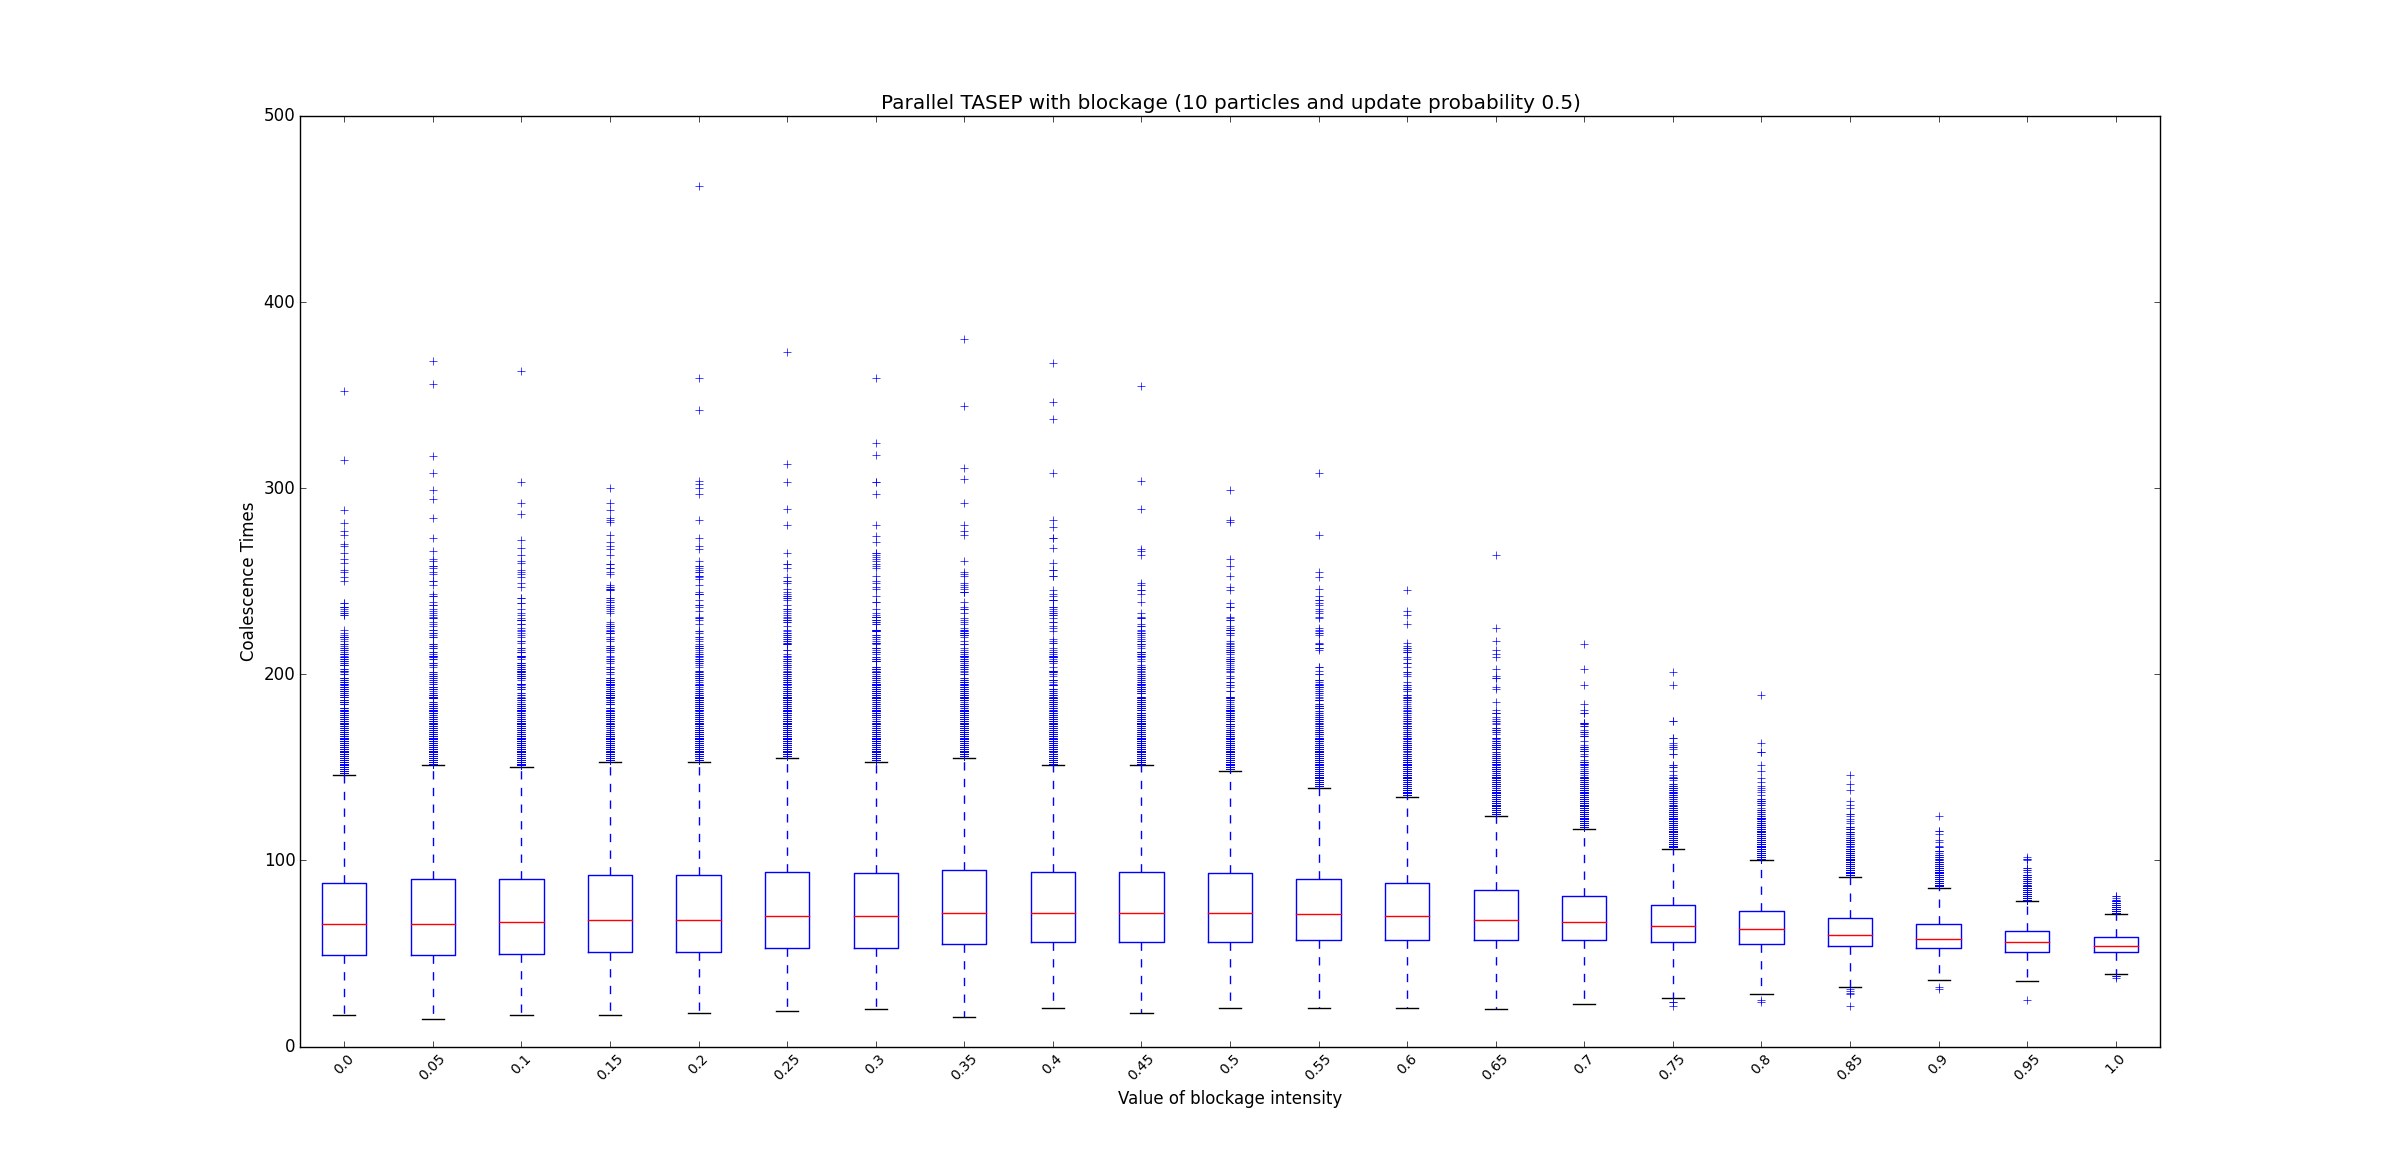 Parallel TASEP with blockage (10 particles and update probability 0.5)
500
400
300
200
100
0
Coalescence Times
0.0 0.05 0.1 0.15 0.2 0.25 0.3 0.35 0.4 0.45 0.5 0.55 0.6 0.65 0.7 0.75 0.8 0.85 0.9 0.95 1.0
Value of blockage intensity